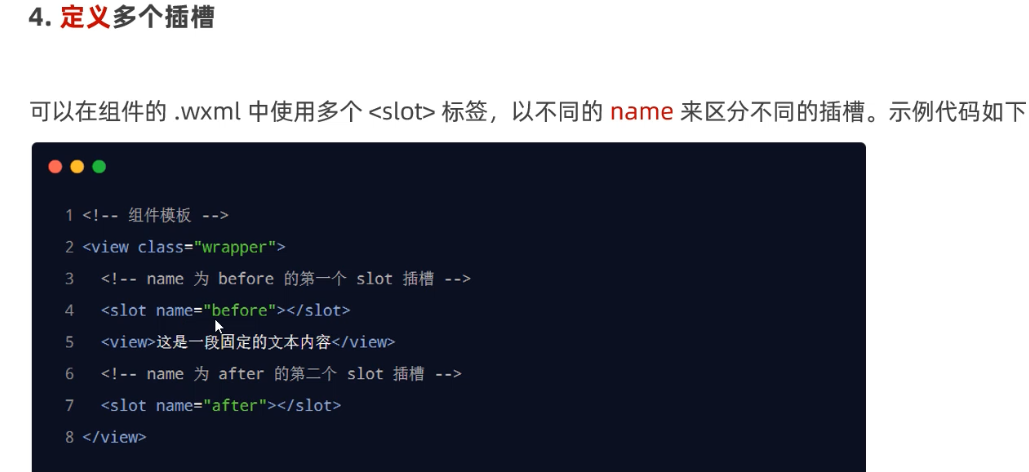 4. 定义多个插槽
可以在组件的 .wxml 中使用多个 <slot> 标签，以不同的 name 来区分不同的插槽。示例代码如下
1 <!-- 组件模板 -->
2 <view class="wrapper">
3   <!-- name 为 before 的第一个 slot 插槽 -->
4   <slot name="before"></slot>
5   <view>这是一段固定的文本内容</view>
6   <!-- name 为 after 的第二个 slot 插槽 -->
7   <slot name="after"></slot>
8 </view>